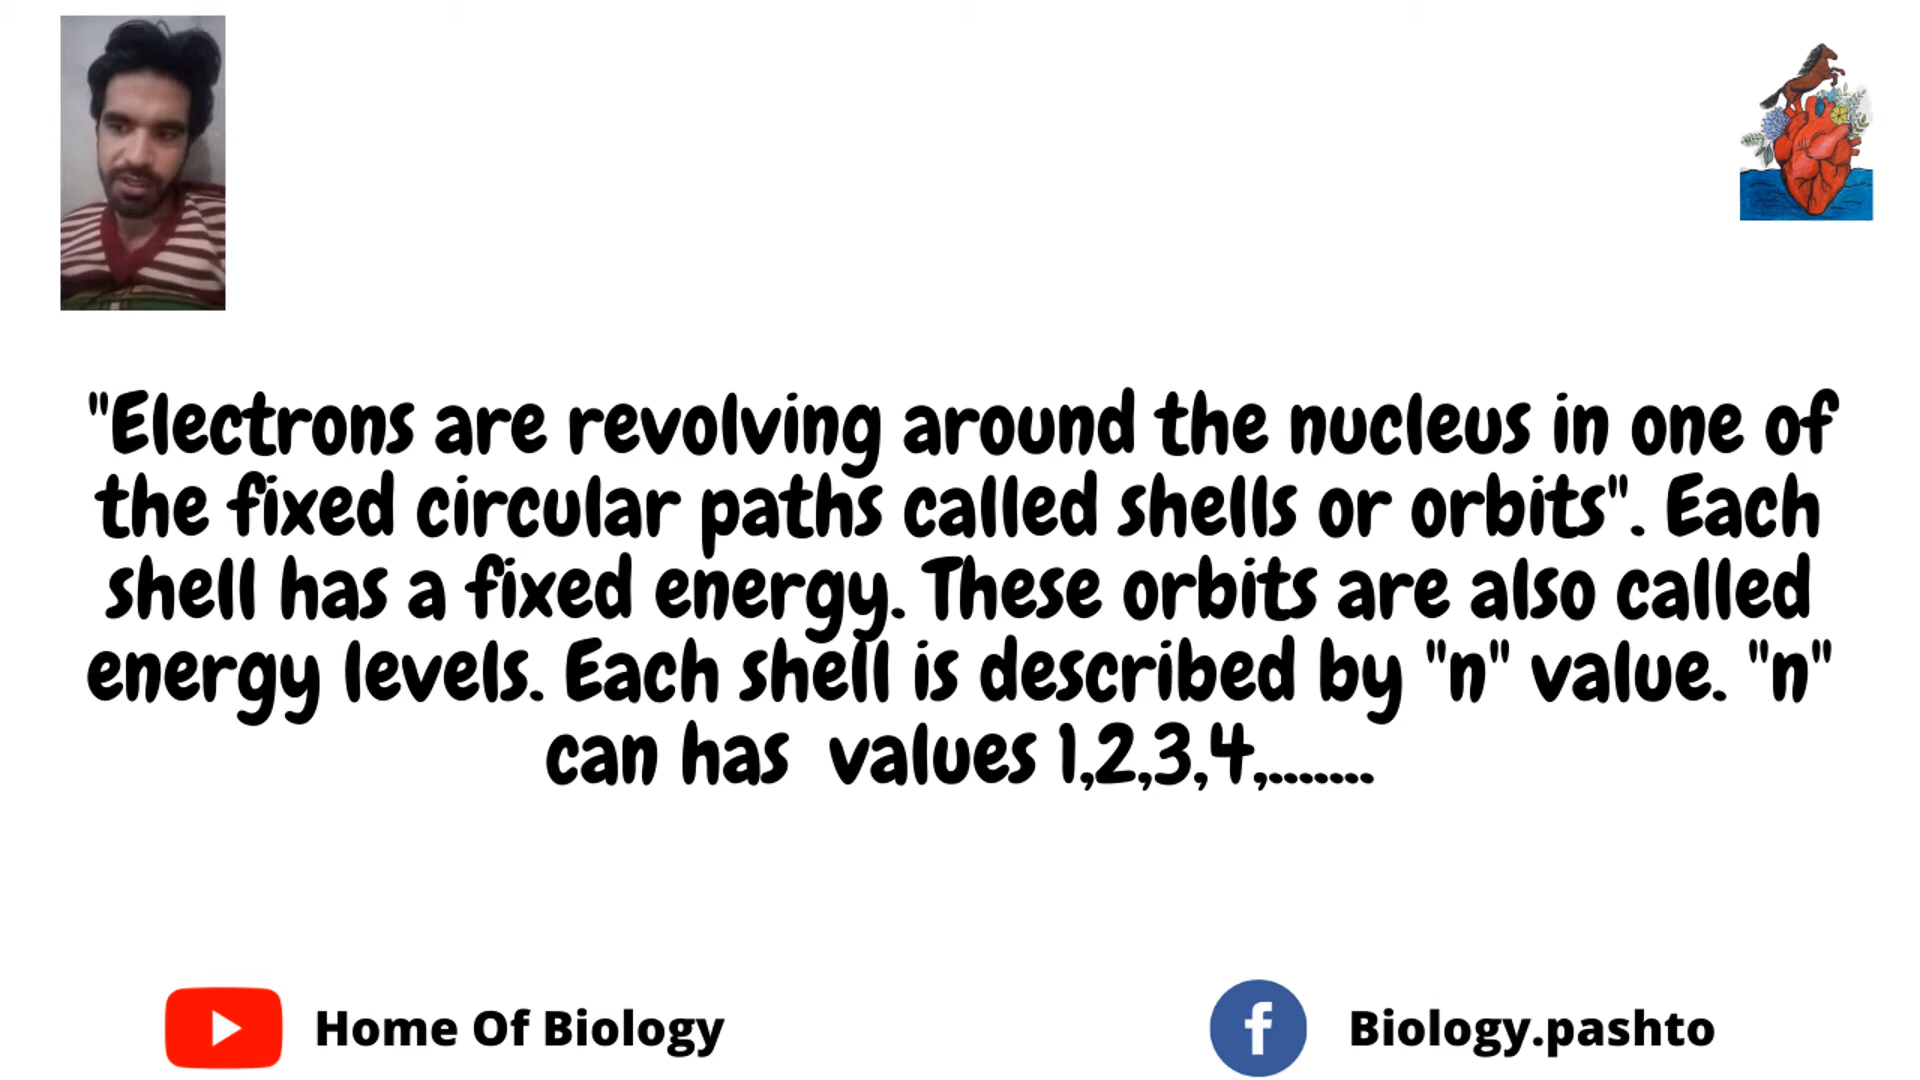 "Electrons are revolving around the nucleus in one of
the fixed circular paths called shells or orbits". Each
shell has a fixed energy. These orbits are also called
energy levels. Each shell is described by "n" value. "n"
can has  values 1,2,3,4,.......
Home Of Biology
Biology.pashto